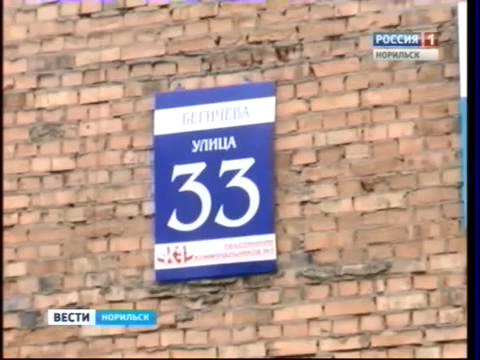 РОССИЯ 1
НОРИЛЬСК
БЕГИЧЕВА
УЛИЦА
33
ВЕСТИ НОРИЛЬСК